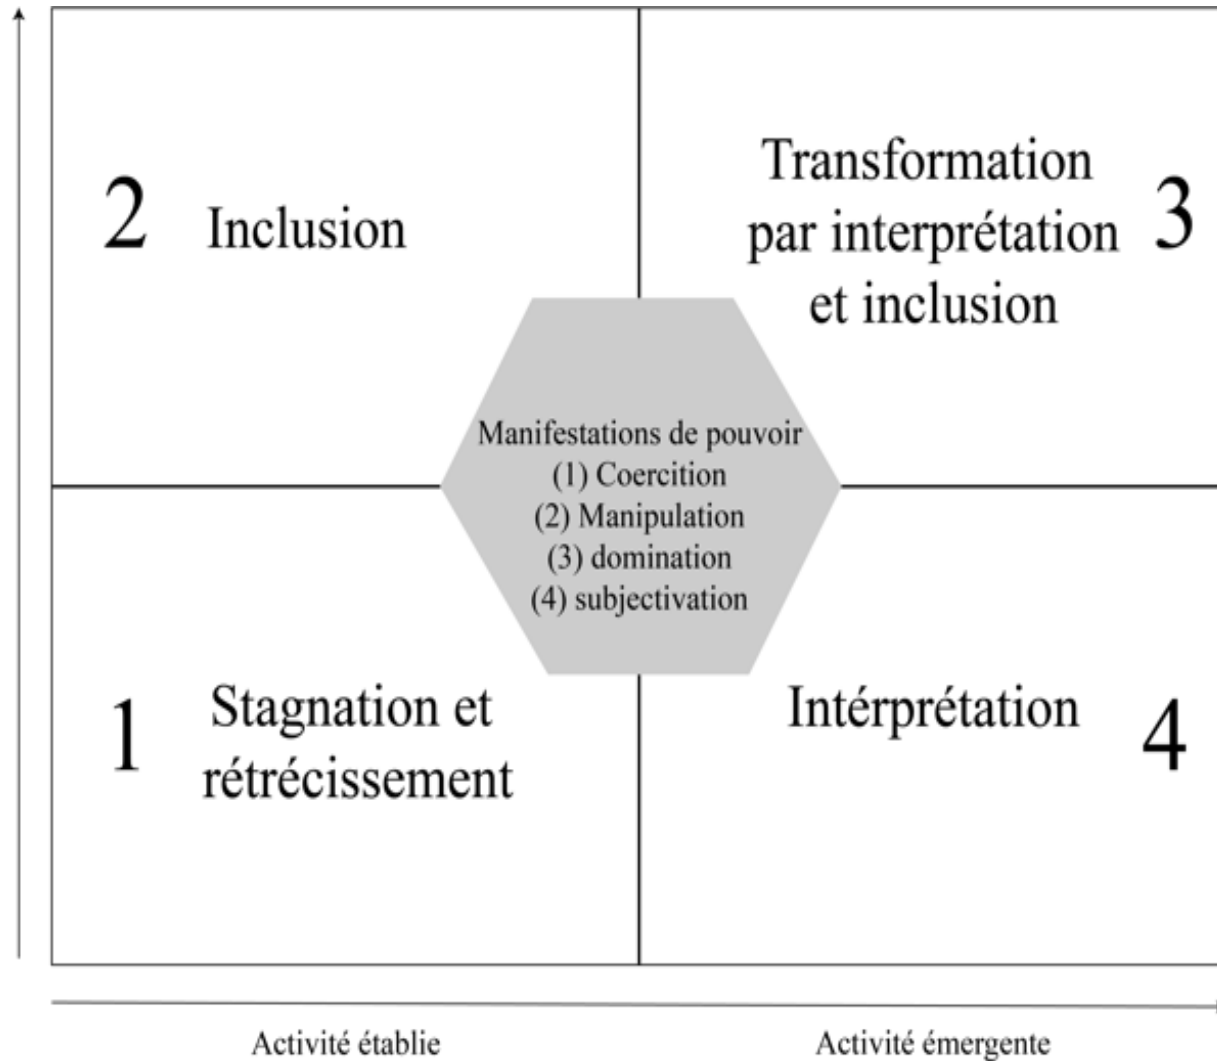 2 Inclusion
Transformation
par interprétation
et inclusion
3
Manifestations de pouvoir
(1) Coercition
(2) Manipulation
(3) domination
(4) subjectivation
1
Stagnation et
rétrécissement
Intérprétation
4
Activité établie
Activité émergente